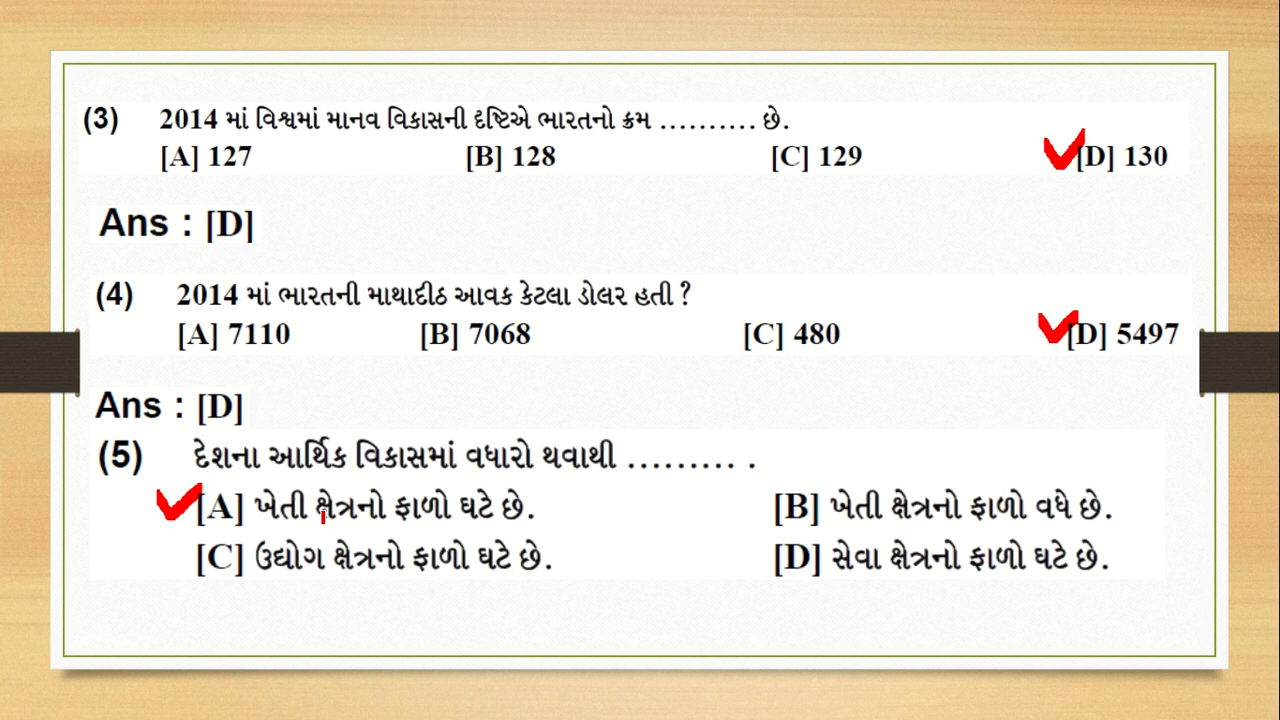 (3) 2014 માં વિશ્વમાં માનવ વિકાસની દૃષ્ટિએ ભારતનો ક્રમ .......... છે.
[A] 127 [B] 128 [C] 129 [D] 130
Ans : [D]
(4) 2014 માં ભારતની માથાદીઠ આવક કેટલા ડોલર હતી ?
[A] 7110 [B] 7068 [C] 480 [D] 5497
Ans : [D]
(5) દેશના આર્થિક વિકાસમાં વધારો થવાથી ......... .
[A] ખેતી ક્ષેત્રનો ફાળો ઘટે છે. [B] ખેતી ક્ષેત્રનો ફાળો વધે છે.
[C] ઉદ્યોગ ક્ષેત્રનો ફાળો ઘટે છે. [D] સેવા ક્ષેત્રનો ફાળો ઘટે છે.